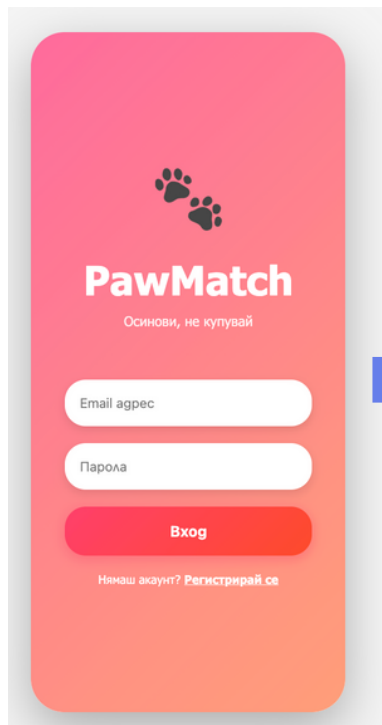 PawMatch
Осинови, не купувай
Email адрес
Парола
Вход
Нямаш акаунт? Регистрирай се